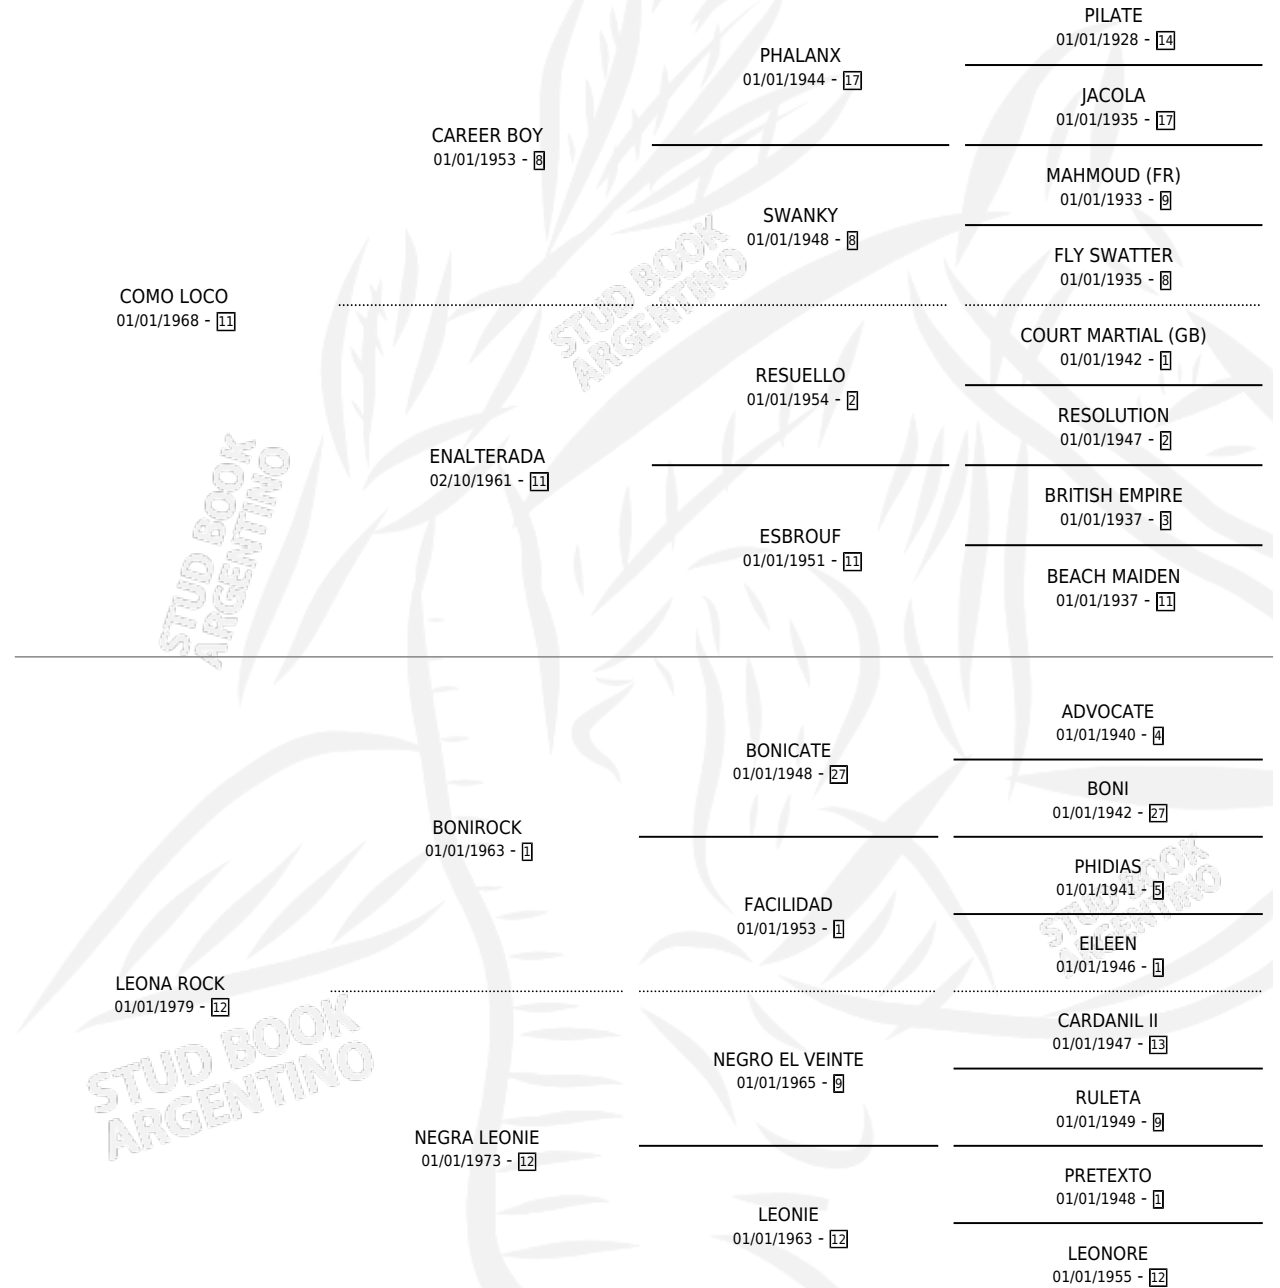 PILATE
01/01/1928 - 14
PHALANX
01/01/1944 - 17
JACOLA
01/01/1935 - 17
CAREER BOY
01/01/1953 - 8
MAHMOUD (FR)
01/01/1933 - 9
SWANKY
01/01/1948 - 8
FLY SWATTER
01/01/1935 - 8
COMO LOCO
01/01/1968 - 11
STUD BOOK
ARGENTINO
COURT MARTIAL (GB)
01/01/1942 - 1
RESUELLO
01/01/1954 - 2
RESOLUTION
01/01/1947 - 2
ENALTERADA
02/10/1961 - 11
BRITISH EMPIRE
01/01/1937 - 3
ESBROUF
01/01/1951 - 11
BEACH MAIDEN
01/01/1937 - 11
STUD BOOK
ARGENTINO
ADVOCATE
01/01/1940 - 4
BONICATE
01/01/1948 - 27
BONI
01/01/1942 - 27
BONIROCK
01/01/1963 - 1
PHIDIAS
01/01/1941 - 5
FACILIDAD
01/01/1953 - 1
EILEEN
01/01/1946 - 1
STUD BOOK
ARGENTINO
LEONA ROCK
01/01/1979 - 12
CARDANIL II
01/01/1947 - 13
NEGRO EL VEINTE
01/01/1965 - 9
RULETA
01/01/1949 - 9
STUD BOOK
ARGENTINO
NEGRA LEONIE
01/01/1973 - 12
PRETEXTO
01/01/1948 - 1
LEONIE
01/01/1963 - 12
LEONORE
01/01/1955 - 12